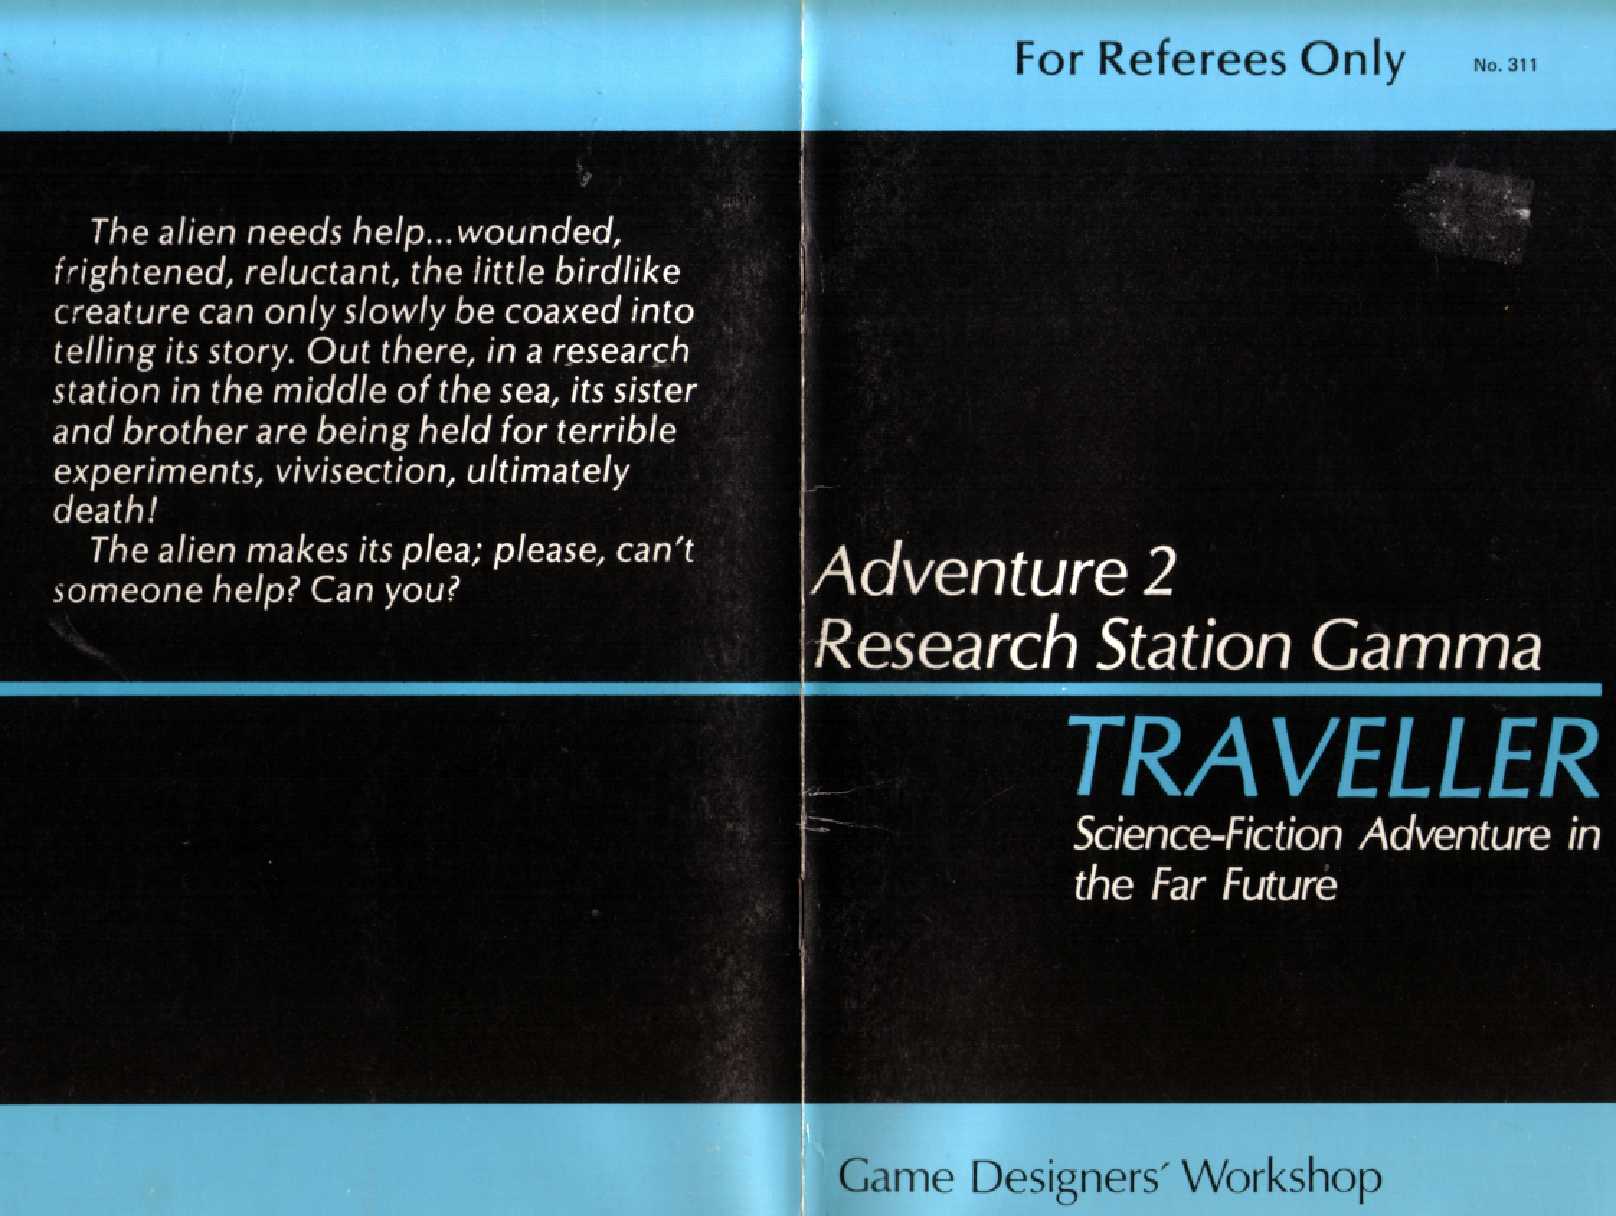 The alien needs help...wounded,
frightened, reluctant, the little birdlike
creature can only slowly be coaxed into
telling its story. Out there, in a research
station in the middle of the sea, its sister
and brother are being held for terrible
experiments, vivisection, ultimately
death!
The alien makes its plea; please, can't
someone help? Can you?
For Referees Only
No. 311
Adventure 2
Research Station Gamma
TRAVELLER
Science-Fiction Adventure in
the Far Future
Game Designers' Workshop